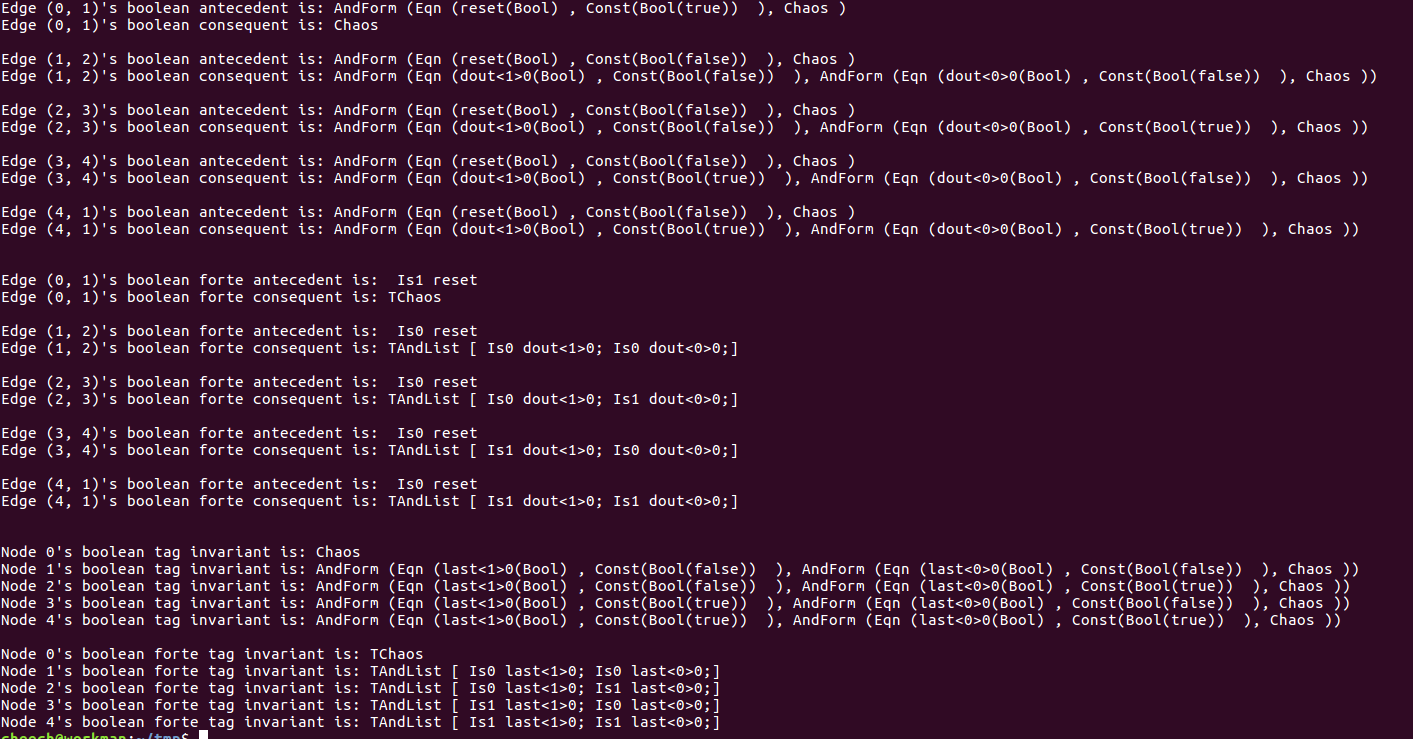 Edge (0, 1)'s boolean antecedent is: AndForm (Eqn (reset(Bool) , Const(Bool(true))  ), Chaos )
Edge (0, 1)'s boolean consequent is: Chaos

Edge (1, 2)'s boolean antecedent is: AndForm (Eqn (reset(Bool) , Const(Bool(false))  ), Chaos )
Edge (1, 2)'s boolean consequent is: AndForm (Eqn (dout<1>0(Bool) , Const(Bool(false))  ), AndForm (Eqn (dout<0>0(Bool) , Const(Bool(false))  ), Chaos ))

Edge (2, 3)'s boolean antecedent is: AndForm (Eqn (reset(Bool) , Const(Bool(false))  ), Chaos )
Edge (2, 3)'s boolean consequent is: AndForm (Eqn (dout<1>0(Bool) , Const(Bool(false))  ), AndForm (Eqn (dout<0>0(Bool) , Const(Bool(true))  ), Chaos ))

Edge (3, 4)'s boolean antecedent is: AndForm (Eqn (reset(Bool) , Const(Bool(false))  ), Chaos )
Edge (3, 4)'s boolean consequent is: AndForm (Eqn (dout<1>0(Bool) , Const(Bool(true))  ), AndForm (Eqn (dout<0>0(Bool) , Const(Bool(false))  ), Chaos ))

Edge (4, 1)'s boolean antecedent is: AndForm (Eqn (reset(Bool) , Const(Bool(false))  ), Chaos )
Edge (4, 1)'s boolean consequent is: AndForm (Eqn (dout<1>0(Bool) , Const(Bool(true))  ), AndForm (Eqn (dout<0>0(Bool) , Const(Bool(true))  ), Chaos ))


Edge (0, 1)'s boolean forte antecedent is:  Is1 reset
Edge (0, 1)'s boolean forte consequent is: TChaos

Edge (1, 2)'s boolean forte antecedent is:  Is0 reset
Edge (1, 2)'s boolean forte consequent is: TAndList [ Is0 dout<1>0; Is0 dout<0>0;]

Edge (2, 3)'s boolean forte antecedent is:  Is0 reset
Edge (2, 3)'s boolean forte consequent is: TAndList [ Is0 dout<1>0; Is1 dout<0>0;]

Edge (3, 4)'s boolean forte antecedent is:  Is0 reset
Edge (3, 4)'s boolean forte consequent is: TAndList [ Is1 dout<1>0; Is0 dout<0>0;]

Edge (4, 1)'s boolean forte antecedent is:  Is0 reset
Edge (4, 1)'s boolean forte consequent is: TAndList [ Is1 dout<1>0; Is1 dout<0>0;]


Node 0's boolean tag invariant is: Chaos
Node 1's boolean tag invariant is: AndForm (Eqn (last<1>0(Bool) , Const(Bool(false))  ), AndForm (Eqn (last<0>0(Bool) , Const(Bool(false))  ), Chaos ))
Node 2's boolean tag invariant is: AndForm (Eqn (last<1>0(Bool) , Const(Bool(false))  ), AndForm (Eqn (last<0>0(Bool) , Const(Bool(true))  ), Chaos ))
Node 3's boolean tag invariant is: AndForm (Eqn (last<1>0(Bool) , Const(Bool(true))  ), AndForm (Eqn (last<0>0(Bool) , Const(Bool(false))  ), Chaos ))
Node 4's boolean tag invariant is: AndForm (Eqn (last<1>0(Bool) , Const(Bool(true))  ), AndForm (Eqn (last<0>0(Bool) , Const(Bool(true))  ), Chaos ))

Node 0's boolean forte tag invariant is: TChaos
Node 1's boolean forte tag invariant is: TAndList [ Is0 last<1>0; Is0 last<0>0;]
Node 2's boolean forte tag invariant is: TAndList [ Is0 last<1>0; Is1 last<0>0;]
Node 3's boolean forte tag invariant is: TAndList [ Is1 last<1>0; Is0 last<0>0;]
Node 4's boolean forte tag invariant is: TAndList [ Is1 last<1>0; Is1 last<0>0;]